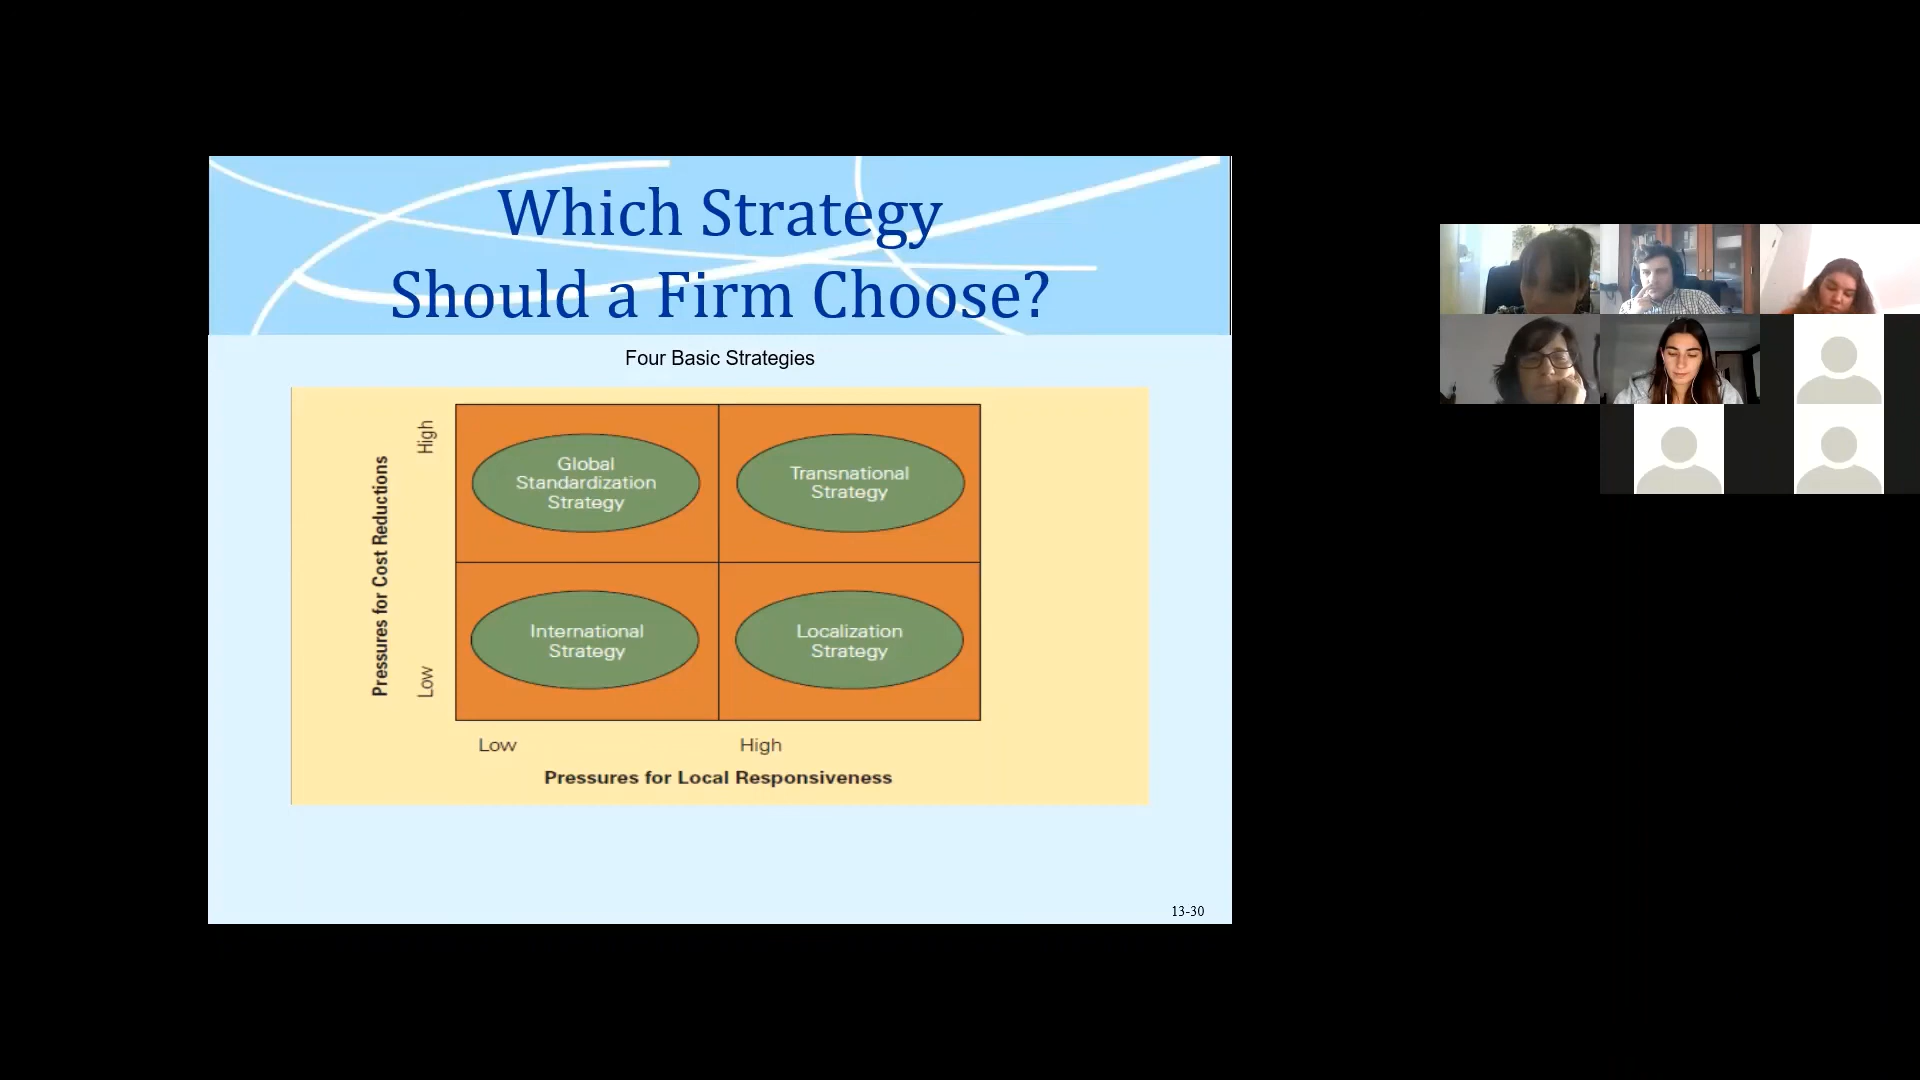 Which Strategy
Should a Firm Choose?
Four Basic Strategies
Pressures for Cost Reductions
High
Low
Global
Standardization
Strategy
Transnational
Strategy
International
Strategy
Localization
Strategy
Low
High
Pressures for Local Responsiveness
13-30